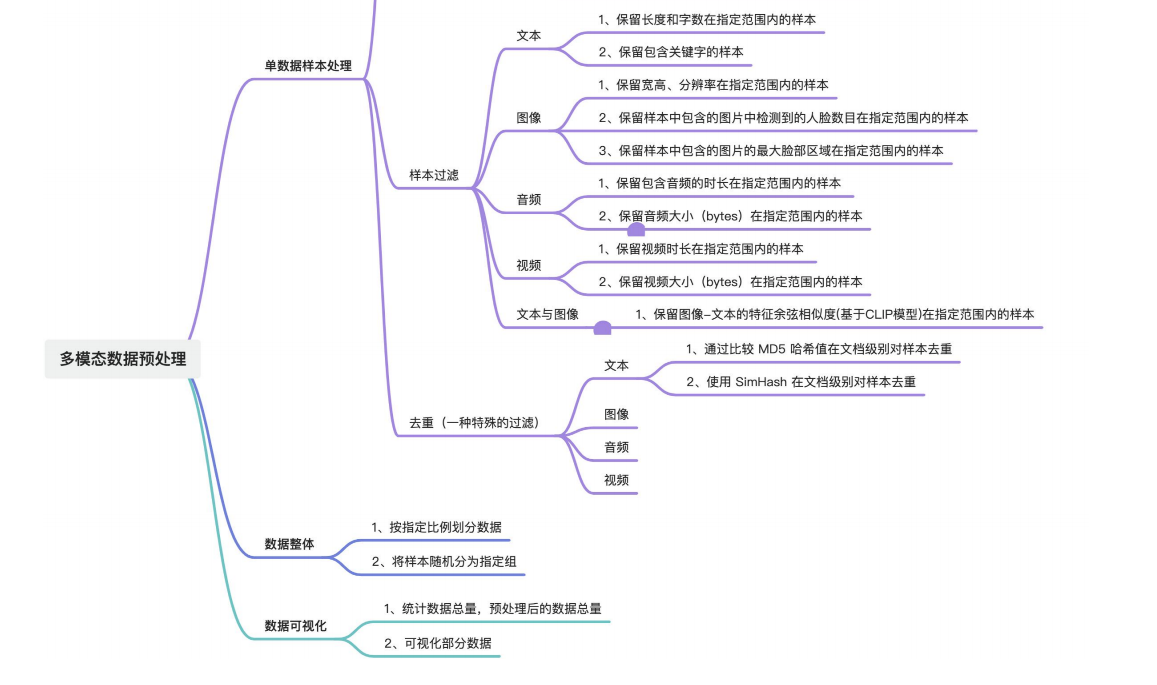 多模态数据预处理
单数据样本处理
样本过滤
文本
1、保留长度和字数在指定范围内的样本
2、保留包含关键字的样本
图像
1、保留宽高、分辨率在指定范围内的样本
2、保留样本中包含的图片中检测到的人脸数目在指定范围内的样本
3、保留样本中包含的图片的最大脸部区域在指定范围内的样本
音频
1、保留包含音频的时长在指定范围内的样本
2、保留音频大小（bytes）在指定范围内的样本
视频
1、保留视频时长在指定范围内的样本
2、保留视频大小（bytes）在指定范围内的样本
文本与图像
1、保留图像-文本的特征余弦相似度(基于CLIP模型)在指定范围内的样本
去重（一种特殊的过滤）
文本
1、通过比较 MD5 哈希值在文档级别对样本去重
2、使用 SimHash 在文档级别对样本去重
图像
音频
视频
数据整体
1、按指定比例划分数据
2、将样本随机分为指定组
数据可视化
1、统计数据总量，预处理后的数据总量
2、可视化部分数据